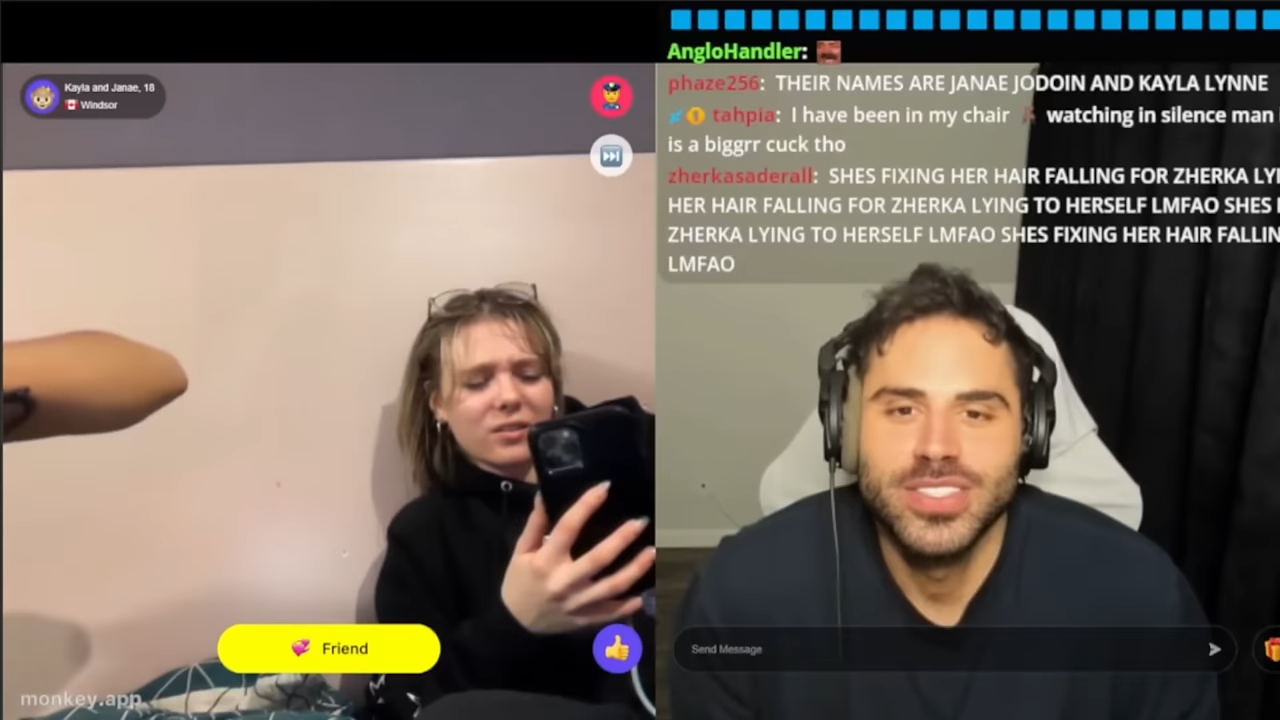 AngloHandler:
Kayla and Janae, 18
Windsor
phaze256: THEIR NAMES ARE JANAE JODOIN AND KAYLA LYNNE
tahpia: I have been in my chair watching in silence man
is a biggrr cuck tho
zherkasaderall: SHES FIXING HER HAIR FALLING FOR ZHERKA LYI
HER HAIR FALLING FOR ZHERKA LYING TO HERSELF LMFAO SHES
ZHERKA LYING TO HERSELF LMFAO SHES FIXING HER HAIR FALLIN
LMFAO
Friend
Send Message
monkey.app